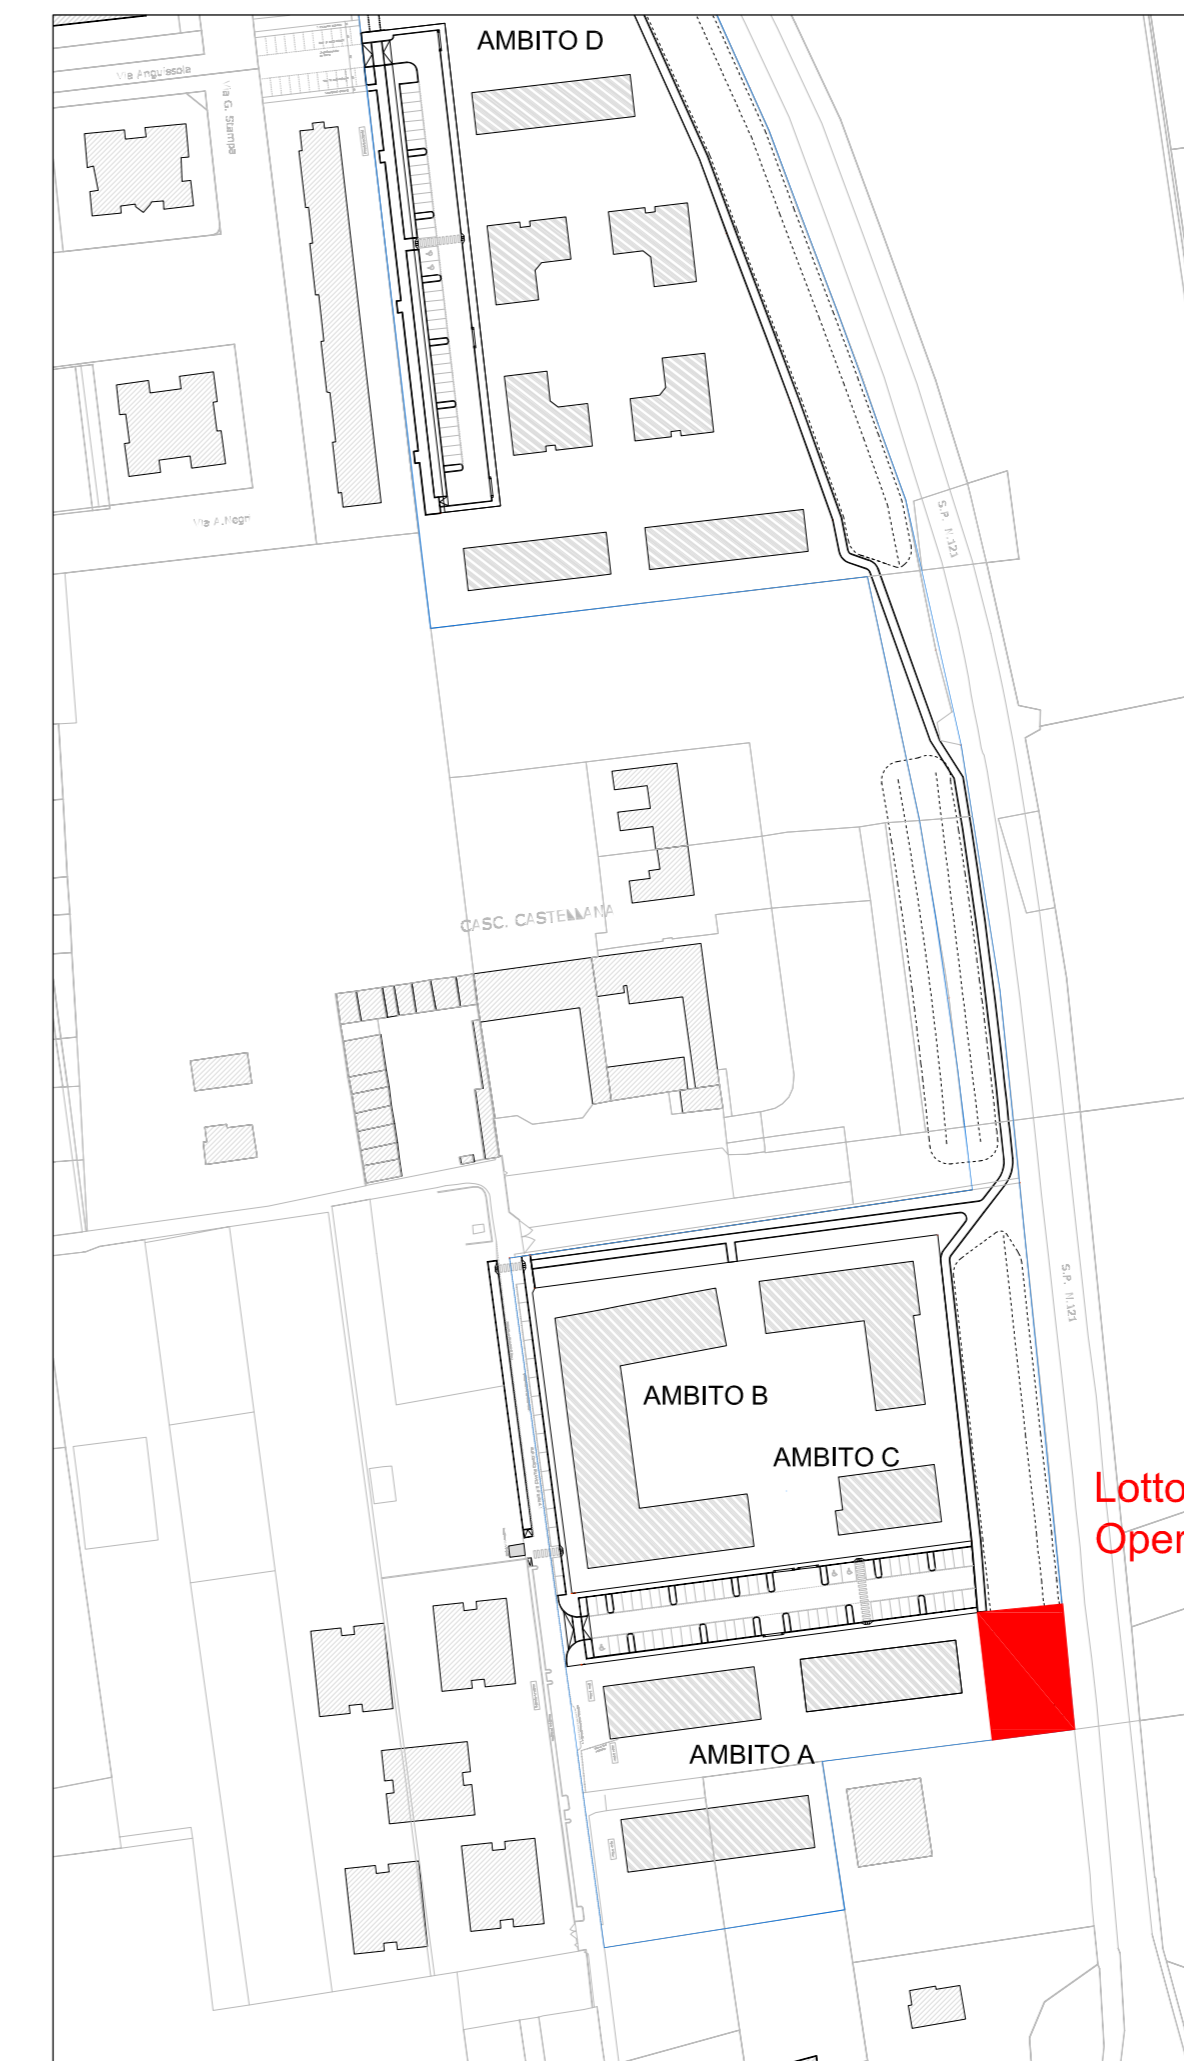 AMBITO D
Via Anguissola
Via G. Stampa
Via A.Negri
S.P. N.121
CASC. CASTELLANA
S.P. N.121
AMBITO B
AMBITO C
Lotto
Oper
AMBITO A